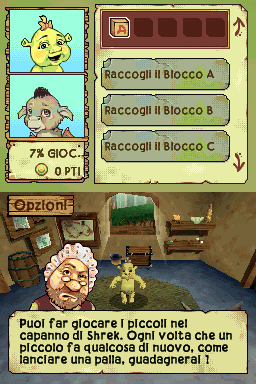 A
Raccogli il Blocco A
Raccogli il Blocco B
Raccogli il Blocco C
7% GIOC...
0 PTI
Opzioni
Puoi far giocare i piccoli nel
capanno di Shrek. Ogni volta che un
piccolo fa qualcosa di nuovo, come
lanciare una palla, guadagnerai 1